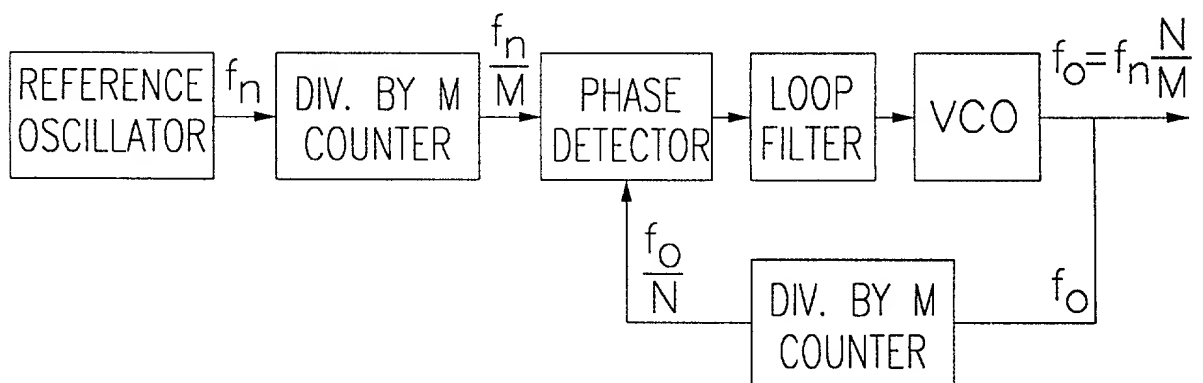 REFERENCE
OSCILLATOR
fn
DIV. BY M
COUNTER
fn
M
PHASE
DETECTOR
LOOP
FILTER
VCO
fo=fn N
M
fo
N
DIV. BY M
COUNTER
fo